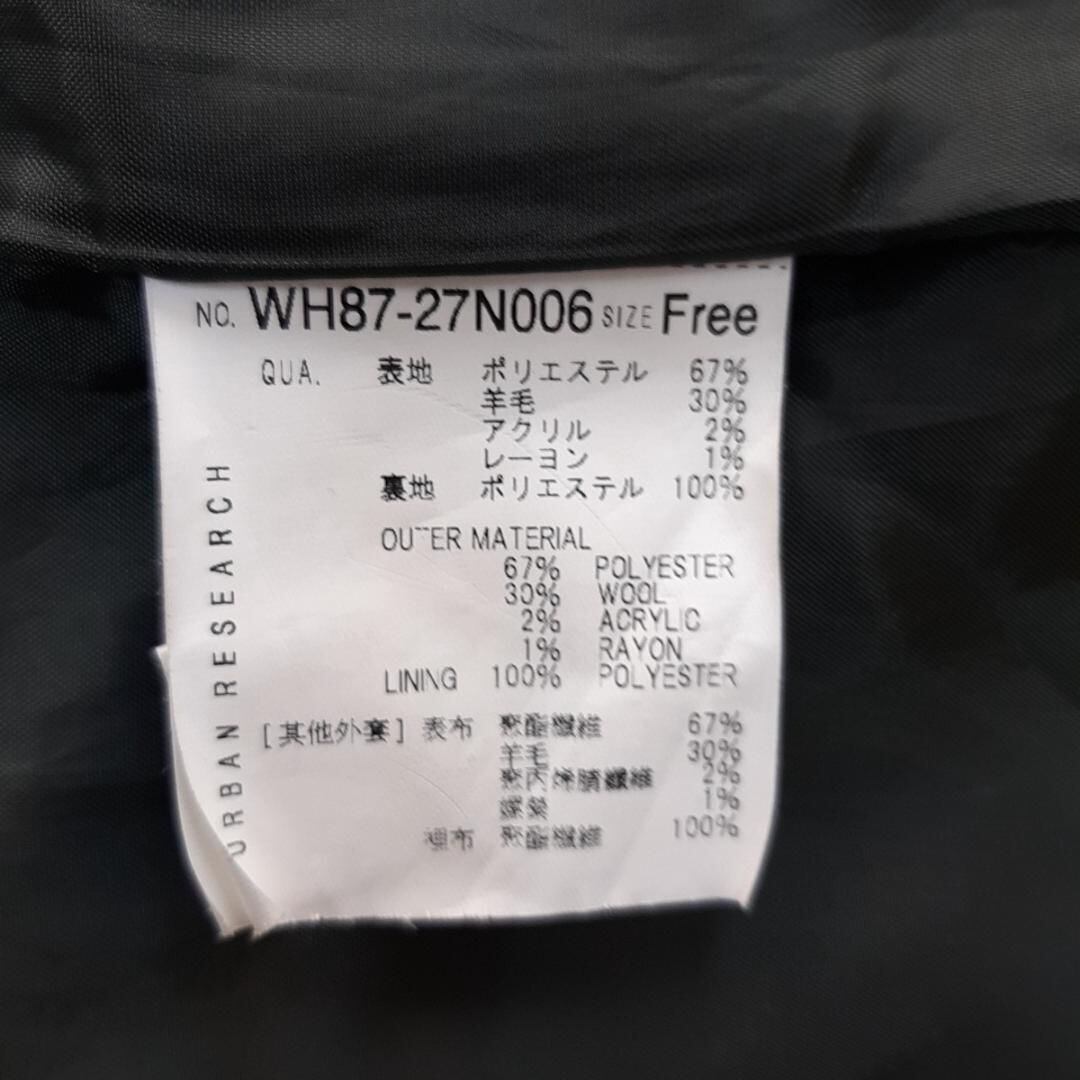 NO. WH87-27N006 SIZE Free
QUA. 表地 ポリエステル 67%
羊毛 30%
アクリル 2%
レーヨン 1%
裏地 ポリエステル 100%
OUTER MATERIAL
67% POLYESTER
30% WOOL
2% ACRYLIC
1% RAYON
LINING 100% POLYESTER
[其他外套] 表布 聚酯纖維 67%
羊毛 30%
聚丙烯腈纖維 2%
嫘縈 1%
裡布 聚酯纖維 100%
URBAN RESEARCH